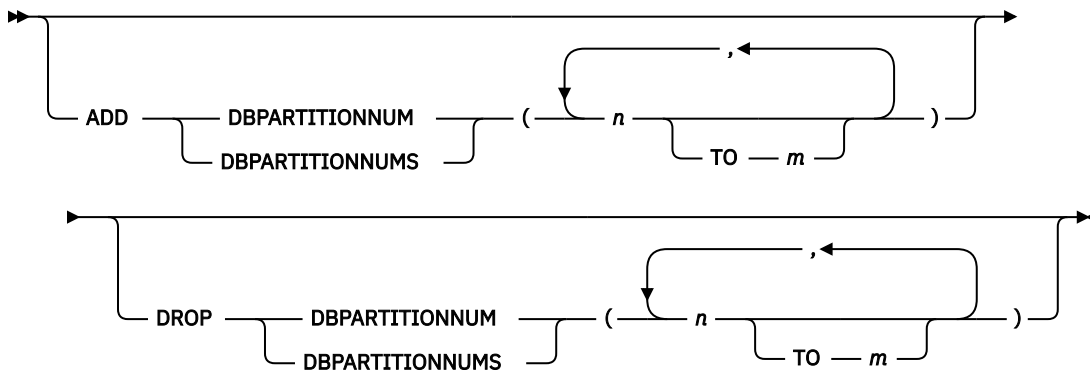 ,
ADD DBPARTITIONNUM ( n )
DBPARTITIONNUMS TO m
,
DROP DBPARTITIONNUM ( n )
DBPARTITIONNUMS TO m